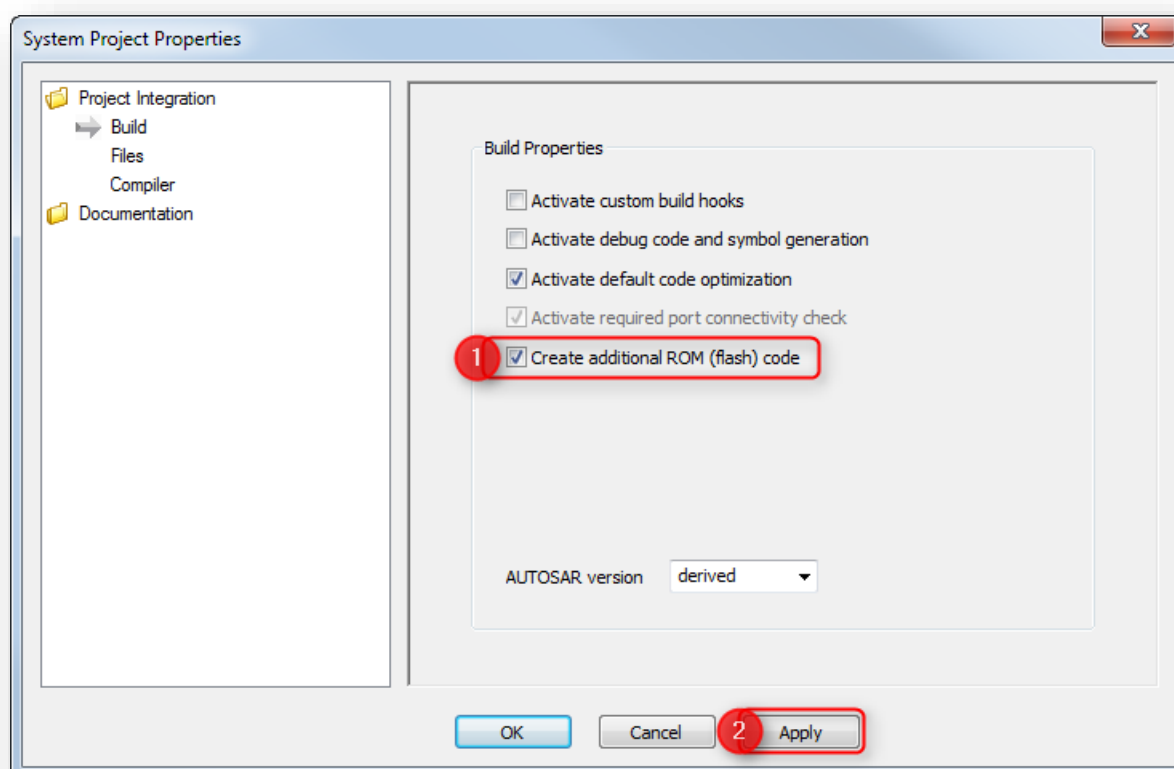 System Project Properties
x
Project Integration
Build
Files
Compiler
Documentation
Build Properties
Activate custom build hooks
Activate debug code and symbol generation
Activate default code optimization
Activate required port connectivity check
1 Create additional ROM (flash) code
AUTOSAR version derived
OK Cancel 2 Apply